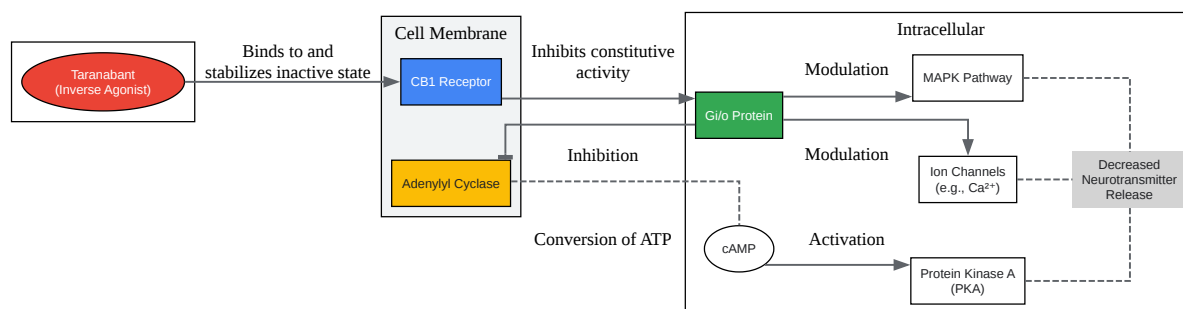 Taranabant
(Inverse Agonist)
Binds to and
stabilizes inactive state
Cell Membrane
CB1 Receptor
Adenylyl Cyclase
Inhibits constitutive
activity
Inhibition
Conversion of ATP
Intracellular
Gi/o Protein
Modulation
MAPK Pathway
Modulation
Ion Channels
(e.g., Ca²⁺)
Decreased
Neurotransmitter
Release
cAMP
Activation
Protein Kinase A
(PKA)